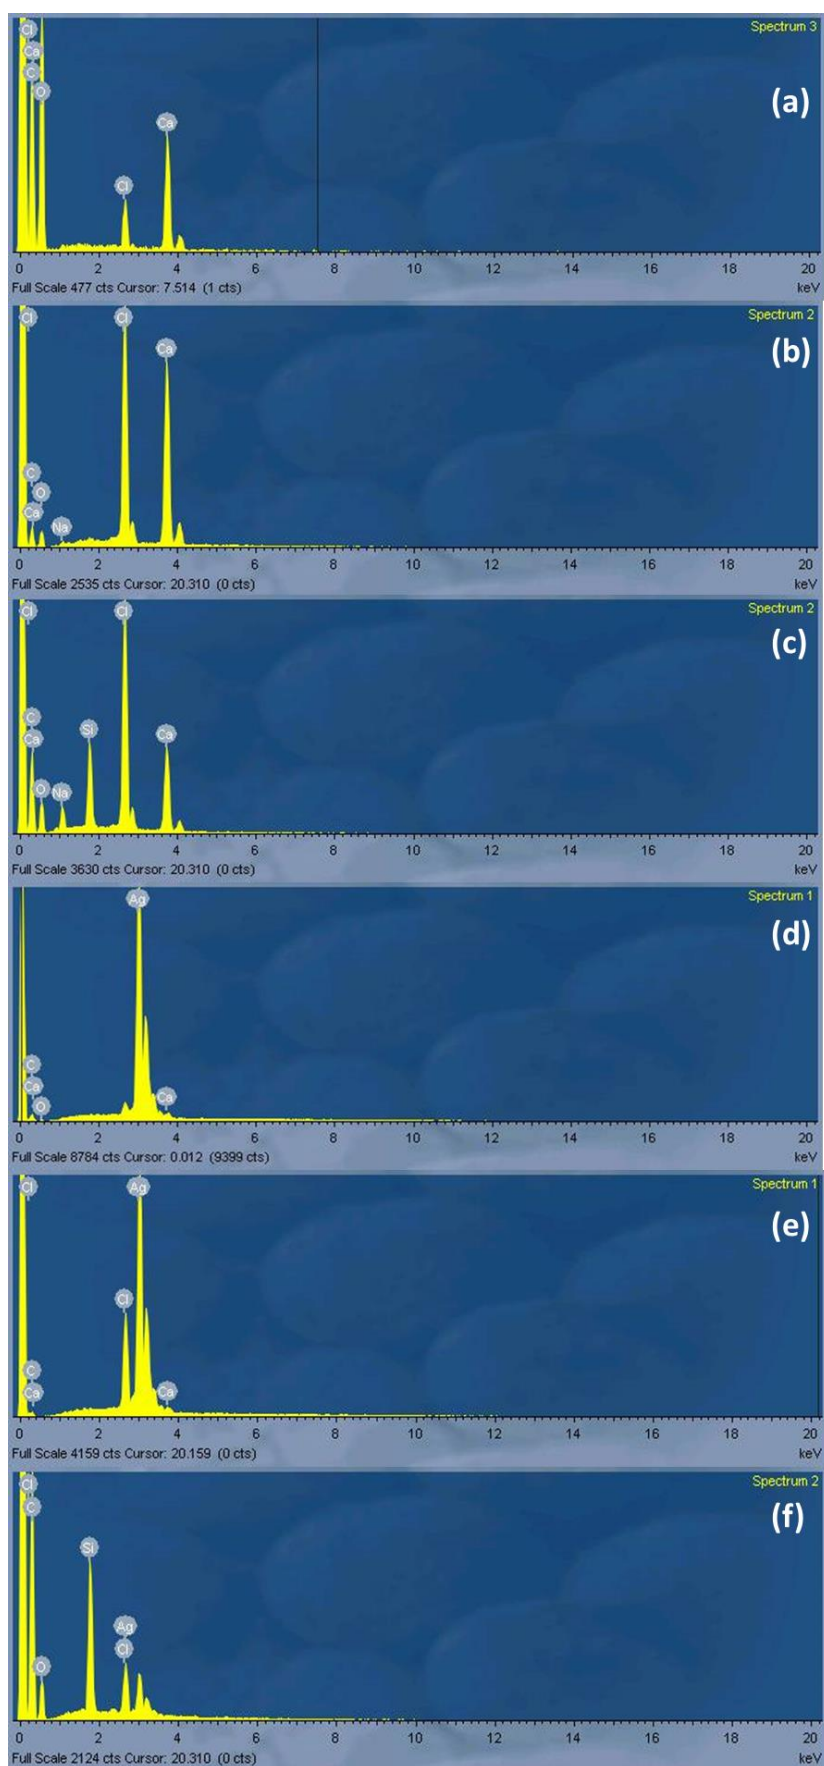 Spectrum 3
(a)
Cl
Ca
C
O
Cl
Ca
0 2 4 6 8 10 12 14 16 18 20
Full Scale 477 cts Cursor: 7.514 (1 cts) keV
Spectrum 2
(b)
Cl
Cl
Ca
C
O
Ca
Na
0 2 4 6 8 10 12 14 16 18 20
Full Scale 2535 cts Cursor: 20.310 (0 cts) keV
Spectrum 2
(c)
Cl
Cl
C
Si
Ca
Ca
O
Na
0 2 4 6 8 10 12 14 16 18 20
Full Scale 3630 cts Cursor: 20.310 (0 cts) keV
Spectrum 1
(d)
Ag
C
Ca
Ca
O
0 2 4 6 8 10 12 14 16 18 20
Full Scale 8784 cts Cursor: 0.012 (9399 cts) keV
Spectrum 1
(e)
Cl
Ag
Cl
C
Ca
Ca
0 2 4 6 8 10 12 14 16 18 20
Full Scale 4159 cts Cursor: 20.159 (0 cts) keV
Spectrum 2
(f)
Cl
C
Si
Ag
Cl
O
0 2 4 6 8 10 12 14 16 18 20
Full Scale 2124 cts Cursor: 20.310 (0 cts) keV